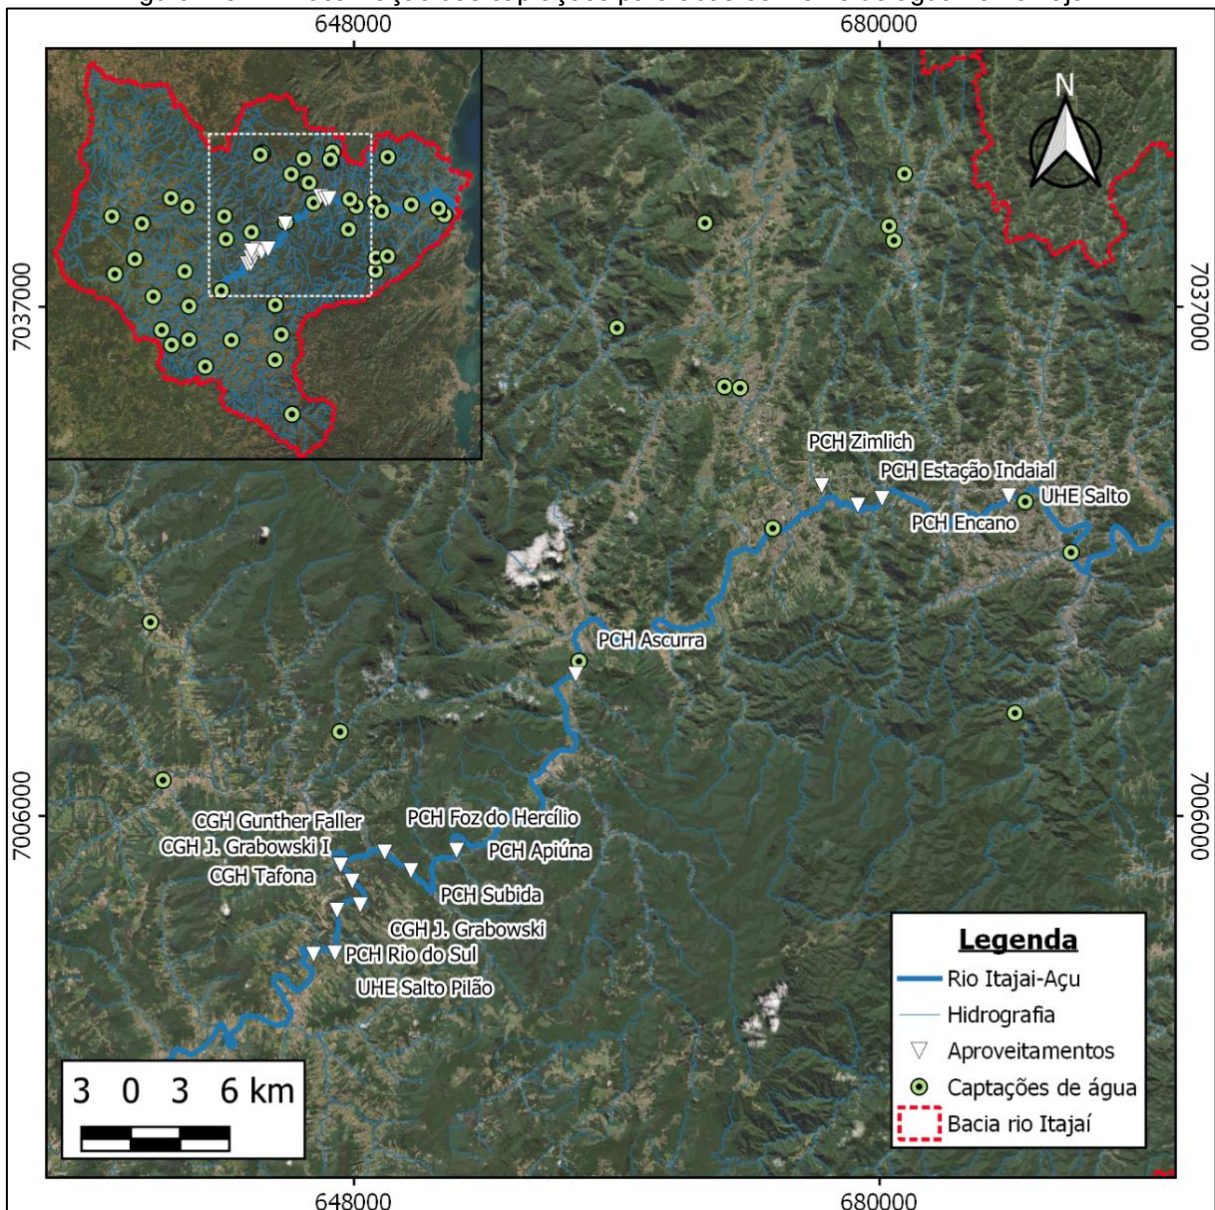 648000
680000
N
7037000
7037000
PCH Zimlich
PCH Estação Indaial
UHE Salto
PCH Encano
PCH Ascurra
7006000
7006000
CGH Gunther Faller
PCH Foz do Hercílio
CGH J. Grabowski I
PCH Apiúna
CGH Tafona
PCH Subida
CGH J. Grabowski
PCH Rio do Sul
UHE Salto Pilão
Legenda
Rio Itajai-Açu
Hidrografia
Aproveitamentos
Captações de água
Bacia rio Itajaí
3 0 3 6 km
648000
680000